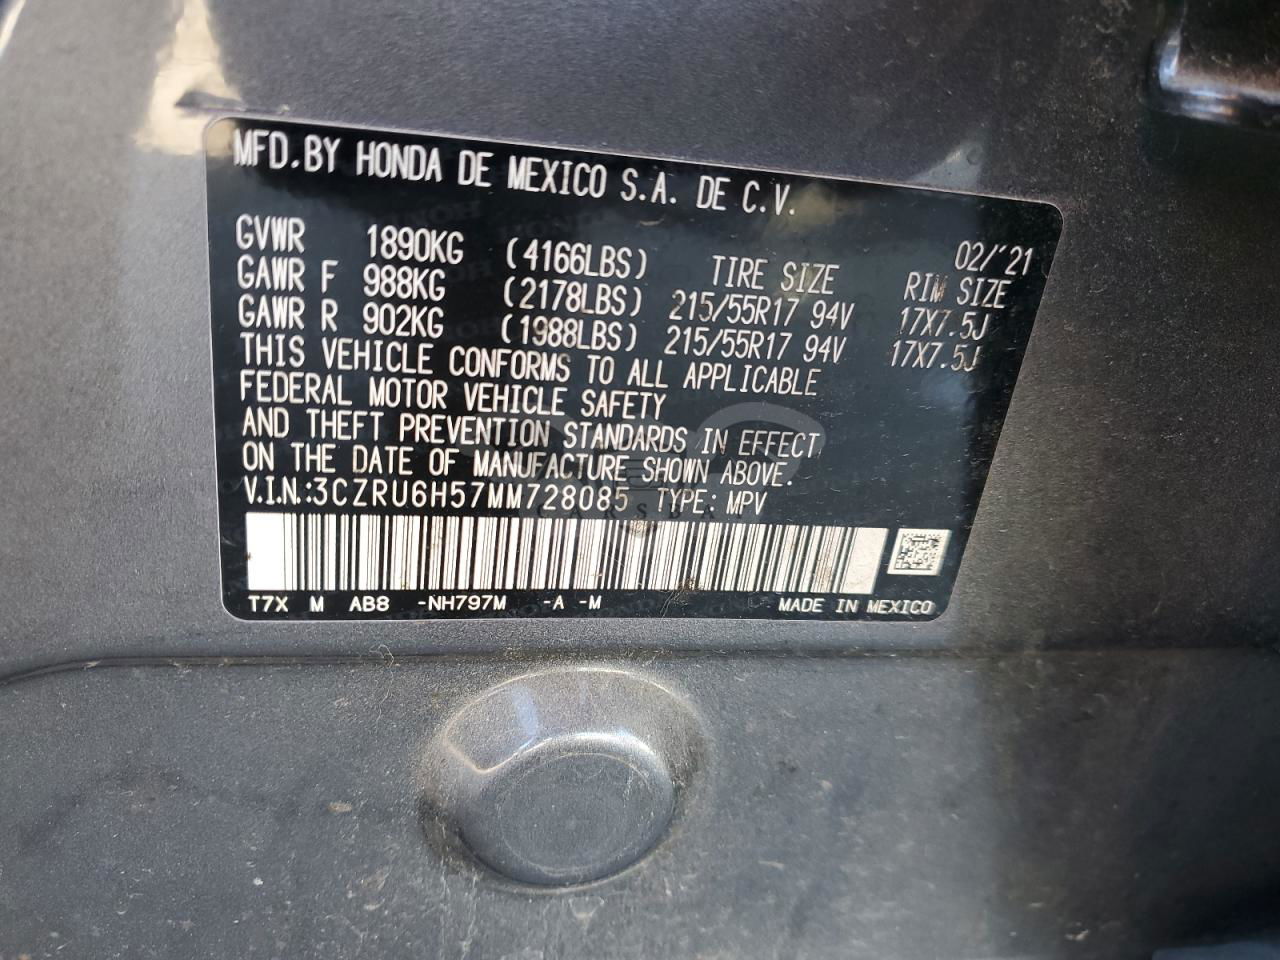 MFD.BY HONDA DE MEXICO S.A. DE C.V.
02/'21
GVWR 1890KG (4166LBS) TIRE SIZE RIM SIZE
GAWR F 988KG (2178LBS) 215/55R17 94V 17X7.5J
GAWR R 902KG (1988LBS) 215/55R17 94V 17X7.5J
THIS VEHICLE CONFORMS TO ALL APPLICABLE
FEDERAL MOTOR VEHICLE SAFETY
AND THEFT PREVENTION STANDARDS IN EFFECT
ON THE DATE OF MANUFACTURE SHOWN ABOVE.
V.I.N.:3CZRU6H57MM728085 TYPE: MPV
T7X M AB8 -NH797M -A -M MADE IN MEXICO